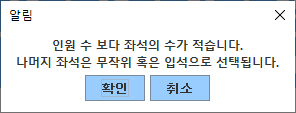 알림
인원 수 보다 좌석의 수가 적습니다.
나머지 좌석은 무작위 혹은 입석으로 선택됩니다.
확인 취소